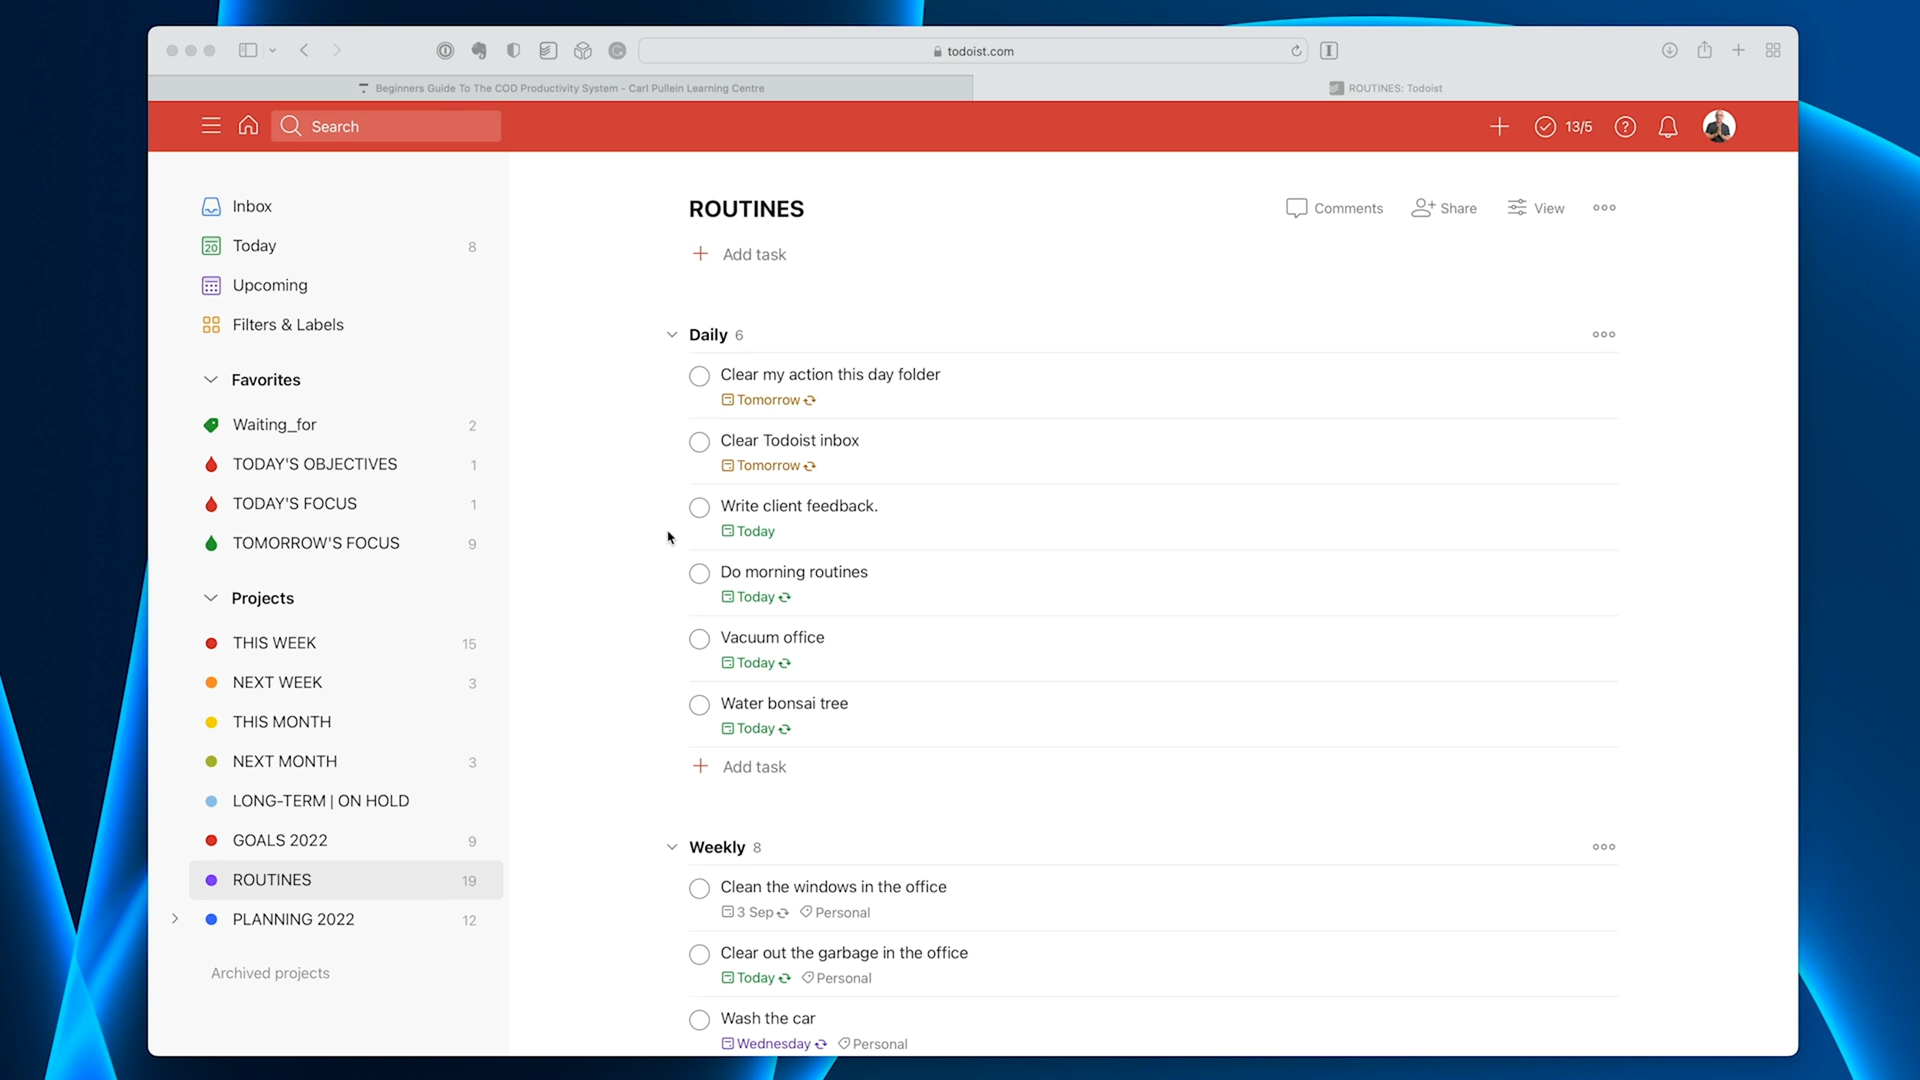 todoist.com
Beginners Guide To The COD Productivity System - Carl Pullein Learning Centre
ROUTINES: Todoist
Search
13/5
Inbox
20
Today 8
Upcoming
Filters & Labels
Favorites
Waiting_for 2
TODAY'S OBJECTIVES 1
TODAY'S FOCUS 1
TOMORROW'S FOCUS 9
Projects
THIS WEEK 15
NEXT WEEK 3
THIS MONTH
NEXT MONTH 3
LONG-TERM | ON HOLD
GOALS 2022 9
ROUTINES 19
PLANNING 2022 12
Archived projects
ROUTINES
Comments Share View
Add task
Daily 6
Clear my action this day folder
Tomorrow
Clear Todoist inbox
Tomorrow
Write client feedback.
Today
Do morning routines
Today
Vacuum office
Today
Water bonsai tree
Today
Add task
Weekly 8
Clean the windows in the office
3 Sep Personal
Clear out the garbage in the office
Today Personal
Wash the car
Wednesday Personal